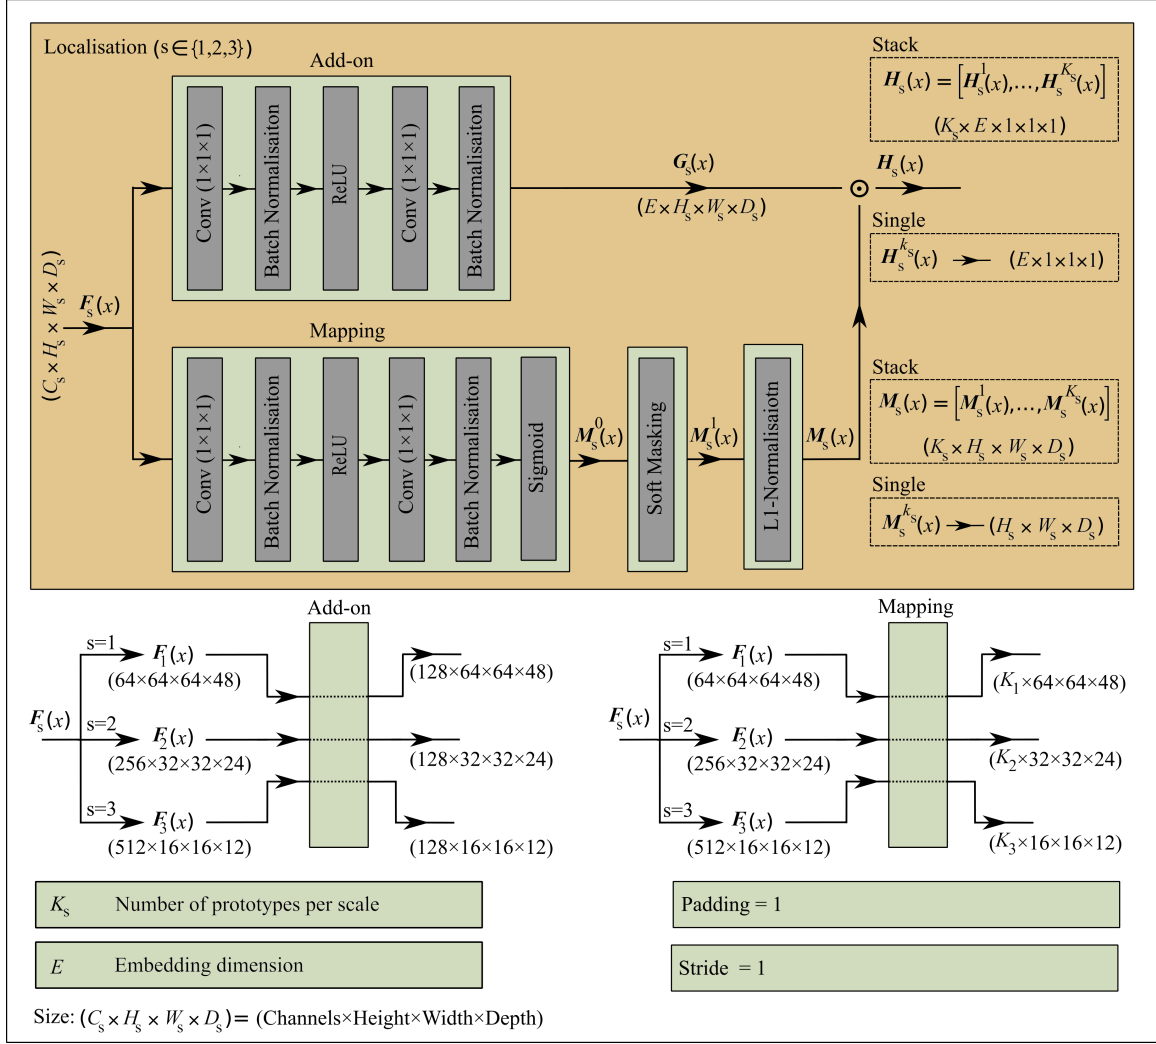 Localisation (s∈{1,2,3})
Add-on
Conv (1×1×1)
Batch Normalisaiton
ReLU
Conv (1×1×1)
Batch Normalisaiton
G_s(x)
(E×H_s×W_s×D_s)
⊙
H_s(x)
Stack
H_s(x) = [H_s^1(x),...,H_s^{K_s}(x)]
(K_s×E×1×1×1)
Single
H_s^{k_s}(x) (E×1×1×1)
(C_s×H_s×W_s×D_s)
F_s(x)
Mapping
Conv (1×1×1)
Batch Normalisaiton
ReLU
Conv (1×1×1)
Batch Normalisaiton
Sigmoid
M_s^0(x)
Soft Masking
M_s^1(x)
L1-Normalisaiotn
M_s(x)
Stack
M_s(x) = [M_s^1(x),...,M_s^{K_s}(x)]
(K_s×H_s×W_s×D_s)
Single
M_s^{k_s}(x) (H_s×W_s×D_s)
Add-on
F_s(x)
s=1
F_1(x)
(64×64×64×48)
(128×64×64×48)
s=2
F_2(x)
(256×32×32×24)
(128×32×32×24)
s=3
F_3(x)
(512×16×16×12)
(128×16×16×12)
Mapping
F_s(x)
s=1
F_1(x)
(64×64×64×48)
(K_1×64×64×48)
s=2
F_2(x)
(256×32×32×24)
(K_2×32×32×24)
s=3
F_3(x)
(512×16×16×12)
(K_3×16×16×12)
K_s Number of prototypes per scale
Padding = 1
E Embedding dimension
Stride = 1
Size: (C_s×H_s×W_s×D_s)= (Channels×Height×Width×Depth)